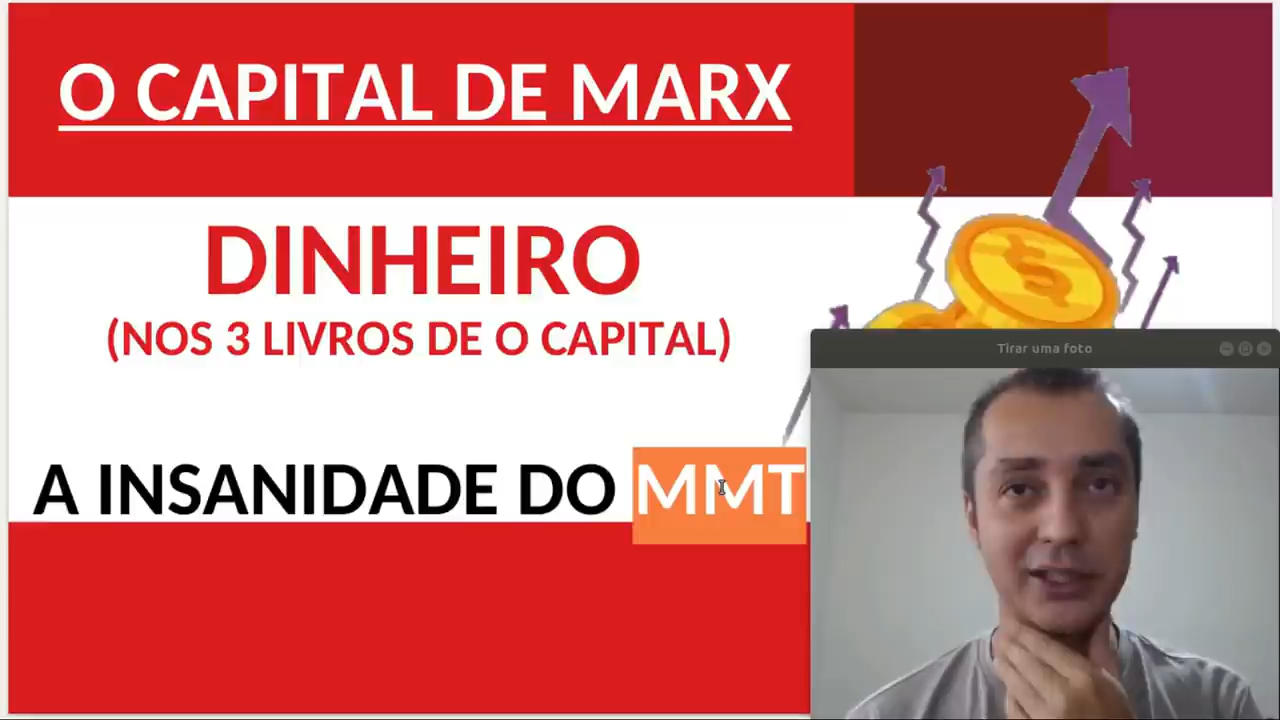 O CAPITAL DE MARX
DINHEIRO
(NOS 3 LIVROS DE O CAPITAL)
Tirar uma foto
A INSANIDADE DO MMT